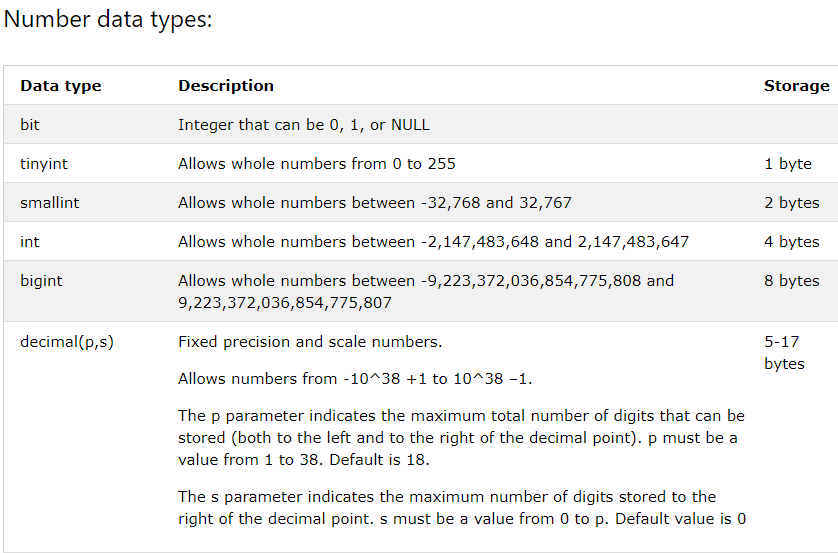 Number data types:
Data type Description Storage
bit Integer that can be 0, 1, or NULL
tinyint Allows whole numbers from 0 to 255 1 byte
smallint Allows whole numbers between -32,768 and 32,767 2 bytes
int Allows whole numbers between -2,147,483,648 and 2,147,483,647 4 bytes
bigint Allows whole numbers between -9,223,372,036,854,775,808 and 8 bytes
9,223,372,036,854,775,807
decimal(p,s) Fixed precision and scale numbers. 5-17
bytes
Allows numbers from -10^38 +1 to 10^38 –1.
The p parameter indicates the maximum total number of digits that can be
stored (both to the left and to the right of the decimal point). p must be a
value from 1 to 38. Default is 18.
The s parameter indicates the maximum number of digits stored to the
right of the decimal point. s must be a value from 0 to p. Default value is 0